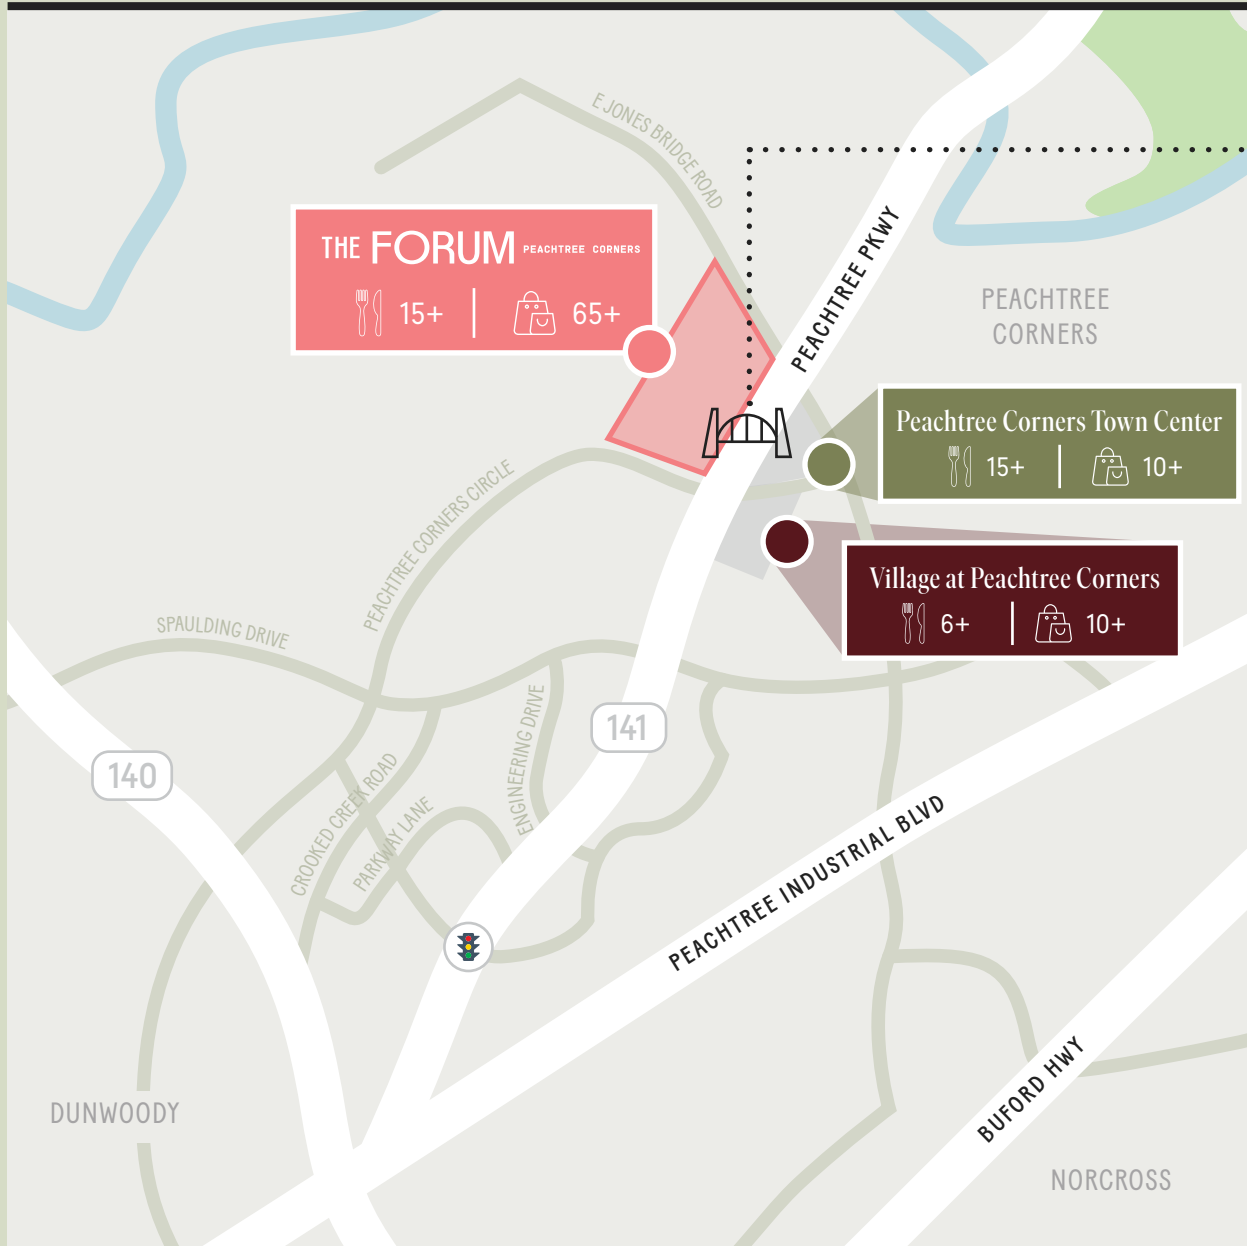 E JONES BRIDGE ROAD
THE FORUM PEACHTREE CORNERS
15+
65+
PEACHTREE PKWY
PEACHTREE
CORNERS
Peachtree Corners Town Center
15+
10+
PEACHTREE CORNERS CIRCLE
Village at Peachtree Corners
6+
10+
SPAULDING DRIVE
ENGINEERING DRIVE
141
140
CROOKED CREEK ROAD
PARKWAY LANE
PEACHTREE INDUSTRIAL BLVD
BUFORD HWY
DUNWOODY
NORCROSS